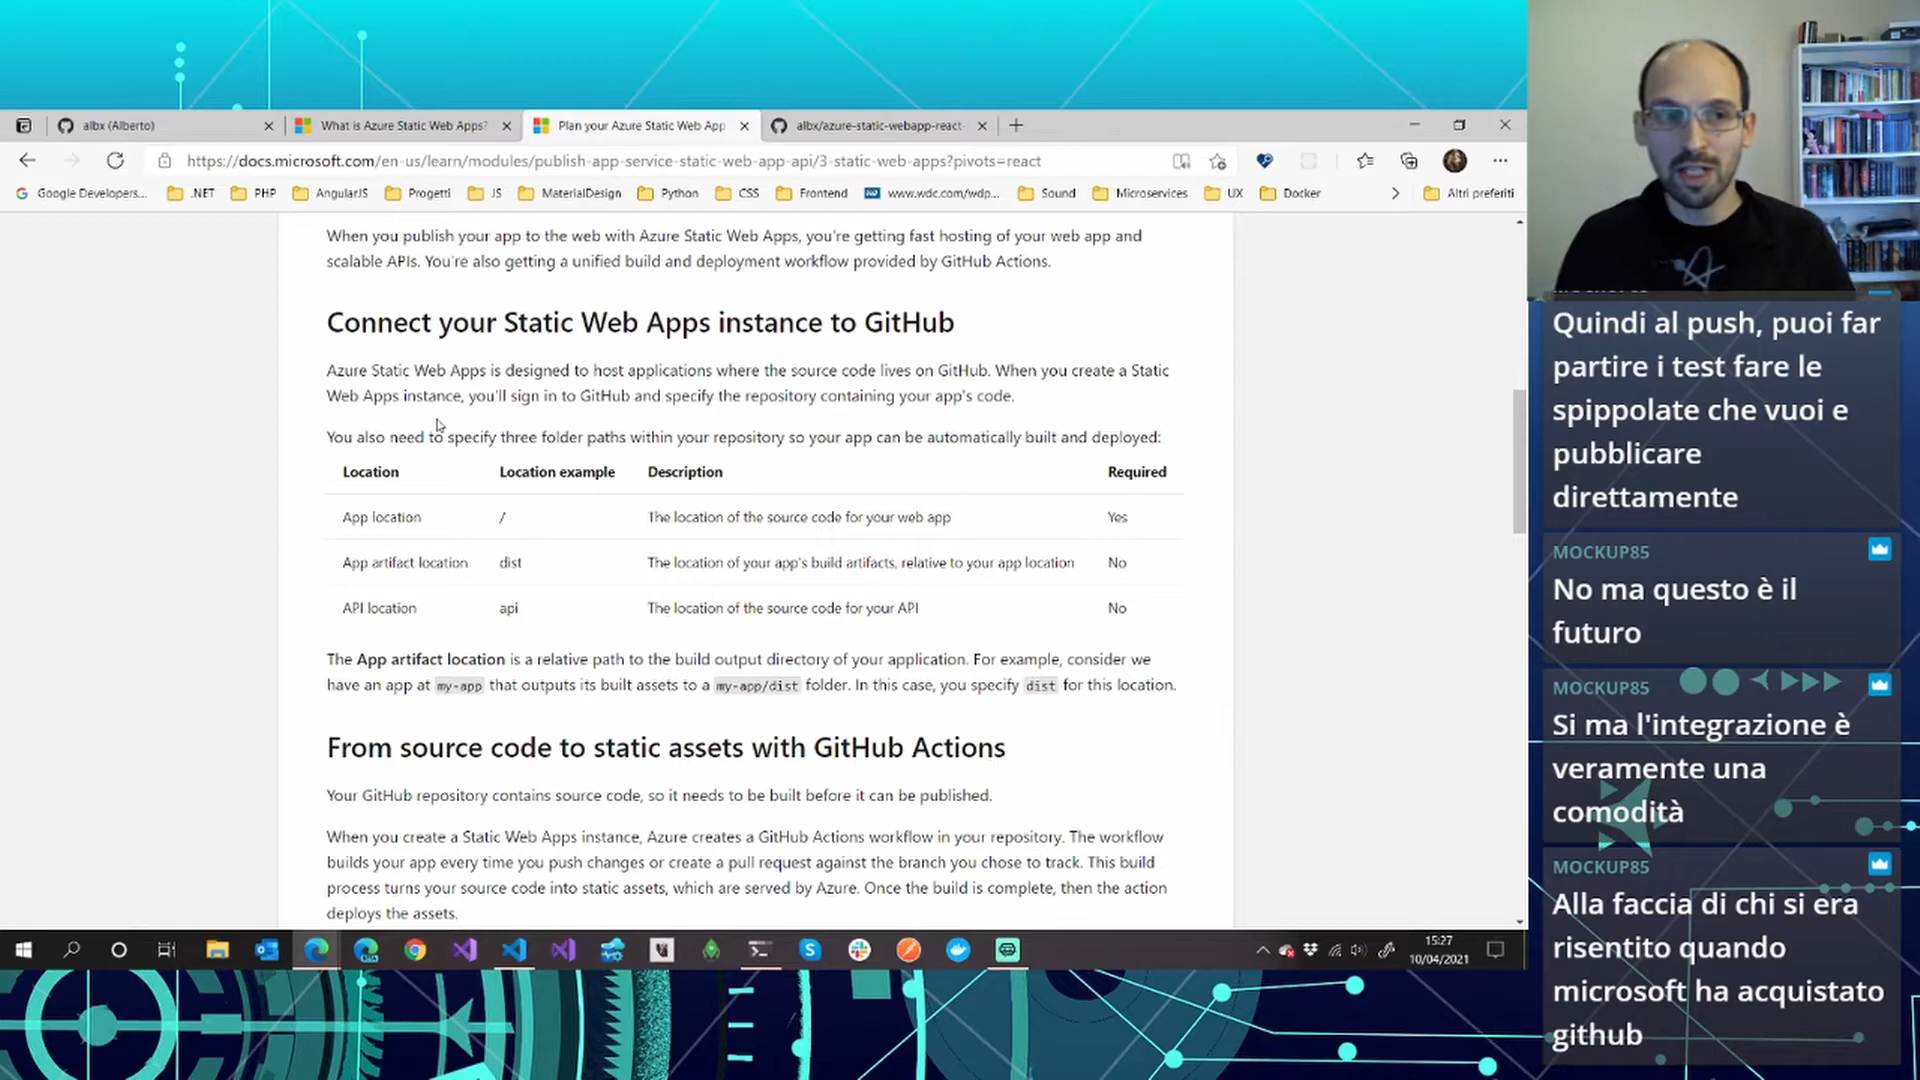 albx (Alberto)
What is Azure Static Web Apps?
Plan your Azure Static Web App
albx/azure-static-webapp-react-
https://docs.microsoft.com/en-us/learn/modules/publish-app-service-static-web-app-api/3-static-web-apps?pivots=react
Google Developers...
.NET
PHP
AngularJS
Progetti
JS
MaterialDesign
Python
CSS
Frontend
www.wdc.com/wdp...
Sound
Microservices
UX
Docker
Altri preferiti
When you publish your app to the web with Azure Static Web Apps, you're getting fast hosting of your web app and
scalable APIs. You're also getting a unified build and deployment workflow provided by GitHub Actions.
Connect your Static Web Apps instance to GitHub
Azure Static Web Apps is designed to host applications where the source code lives on GitHub. When you create a Static
Web Apps instance, you'll sign in to GitHub and specify the repository containing your app's code.
You also need to specify three folder paths within your repository so your app can be automatically built and deployed:
Location Location example Description Required
App location / The location of the source code for your web app Yes
App artifact location dist The location of your app's build artifacts, relative to your app location No
API location api The location of the source code for your API No
The App artifact location is a relative path to the build output directory of your application. For example, consider we
have an app at my-app that outputs its built assets to a my-app/dist folder. In this case, you specify dist for this location.
From source code to static assets with GitHub Actions
Your GitHub repository contains source code, so it needs to be built before it can be published.
When you create a Static Web Apps instance, Azure creates a GitHub Actions workflow in your repository. The workflow
builds your app every time you push changes or create a pull request against the branch you chose to track. This build
process turns your source code into static assets, which are served by Azure. Once the build is complete, then the action
deploys the assets.
15:27
10/04/2021
Quindi al push, puoi far
partire i test fare le
spippolate che vuoi e
pubblicare
direttamente
MOCKUP85
No ma questo è il
futuro
MOCKUP85
Si ma l'integrazione è
veramente una
comodità
MOCKUP85
Alla faccia di chi si era
risentito quando
microsoft ha acquistato
github